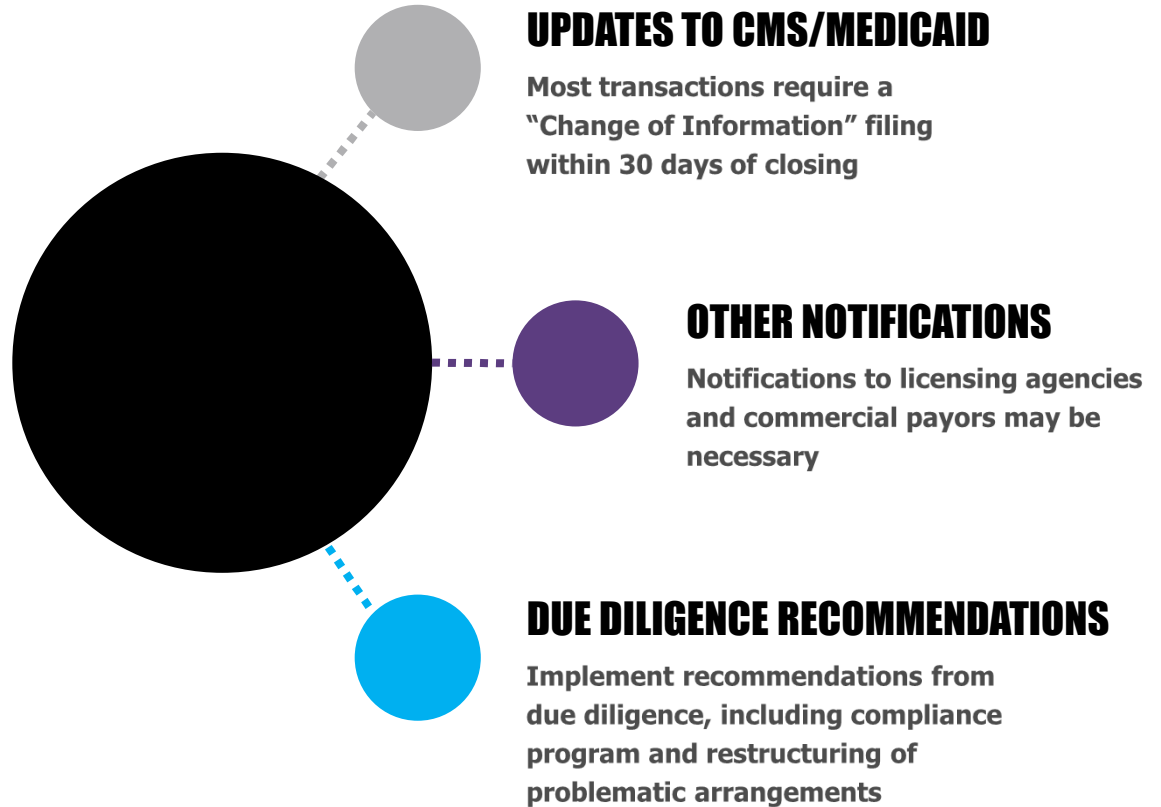 UPDATES TO CMS/MEDICAID
Most transactions require a
“Change of Information” filing
within 30 days of closing
OTHER NOTIFICATIONS
Notifications to licensing agencies
and commercial payors may be
necessary
DUE DILIGENCE RECOMMENDATIONS
Implement recommendations from
due diligence, including compliance
program and restructuring of
problematic arrangements